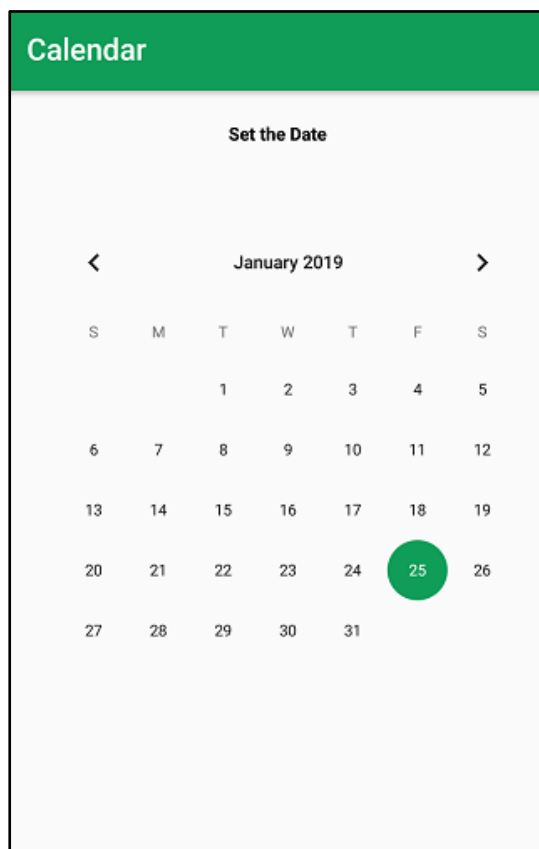 Calendar
Set the Date
January 2019
S M T W T F S
1 2 3 4 5
6 7 8 9 10 11 12
13 14 15 16 17 18 19
20 21 22 23 24 25 26
27 28 29 30 31